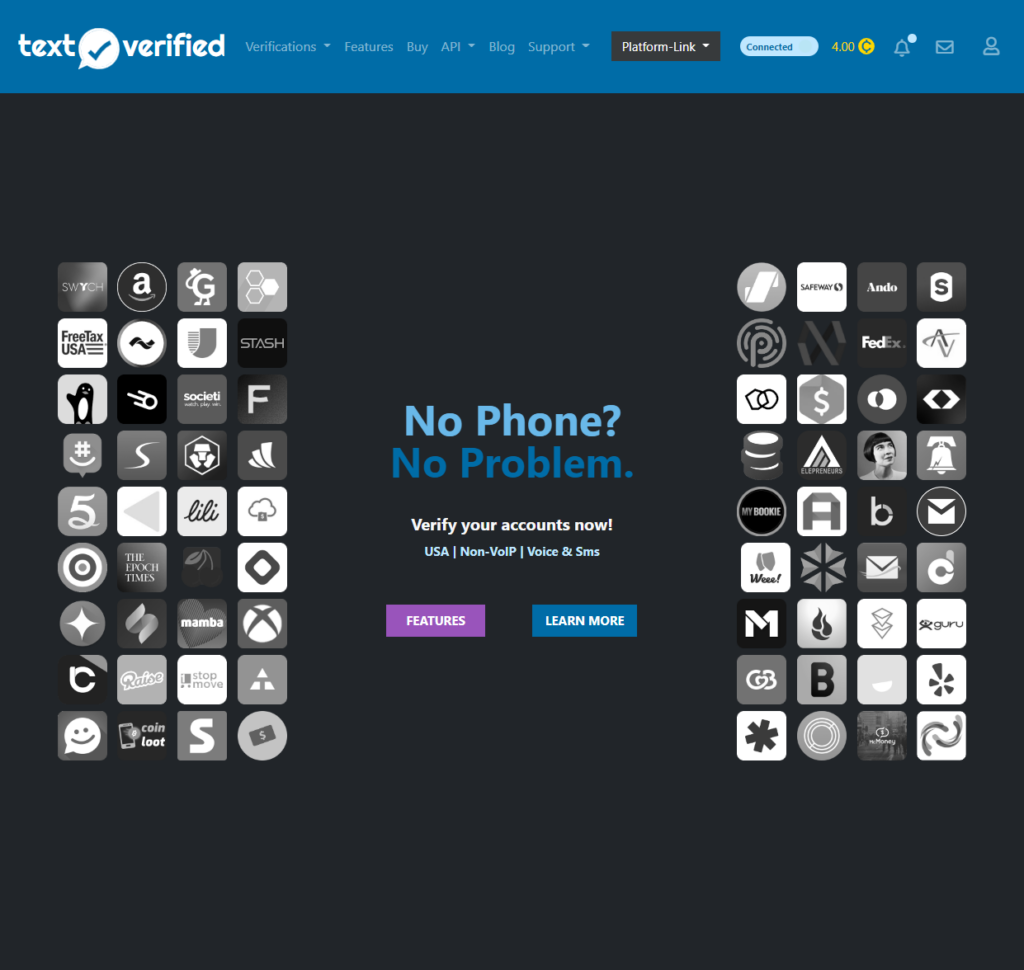 text verified
Verifications
Features
Buy
API
Blog
Support
Platform-Link
Connected
4.00
SWYCH
a
G
SAFEWAY
Ando
S
FreeTax
USA
STASH
FedEx
societi
watch. play. win.
F
$
#
S
ELEPRENEURS
5
lili
MY BOOKIE
A
b
THE
EPOCH
TIMES
Weee!
d
mamba
M
guru
Raise
stop
move
G3
B
coin
loot
S
$
MoMoney
No Phone?
No Problem.
Verify your accounts now!
USA | Non-VoIP | Voice & Sms
FEATURES
LEARN MORE